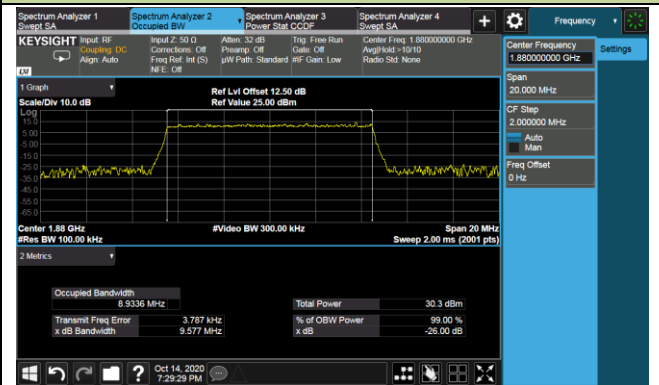 Spectrum Analyzer 1
Swept SA
Spectrum Analyzer 2
Occupied BW
Spectrum Analyzer 3
Power Stat CCDF
Spectrum Analyzer 4
Swept SA
Frequency
KEYSIGHT
Input: RF
Coupling: DC
Align: Auto
Input Z: 50 Ω
Corrections: Off
Freq Ref: Int (S)
NFE: Off
Atten: 32 dB
Preamp: Off
µW Path: Standard
Trig: Free Run
Gate: Off
#IF Gain: Low
Center Freq: 1.880000000 GHz
Avg|Hold:>10/10
Radio Std: None
LXI
Center Frequency
1.880000000 GHz
Settings
Span
20.000 MHz
CF Step
2.000000 MHz
Auto
Man
Freq Offset
0 Hz
1 Graph
Scale/Div 10.0 dB
Ref Lvl Offset 12.50 dB
Ref Value 25.00 dBm
Log
15.0
5.00
-5.00
-15.0
-25.0
-35.0
-45.0
-55.0
-65.0
Center 1.88 GHz
#Video BW 300.00 kHz
Span 20 MHz
#Res BW 100.00 kHz
Sweep 2.00 ms (2001 pts)
2 Metrics
Occupied Bandwidth
8.9336 MHz
Total Power 30.3 dBm
Transmit Freq Error 3.787 kHz
% of OBW Power 99.00 %
x dB Bandwidth 9.577 MHz
x dB -26.00 dB
Oct 14, 2020
7:29:29 PM